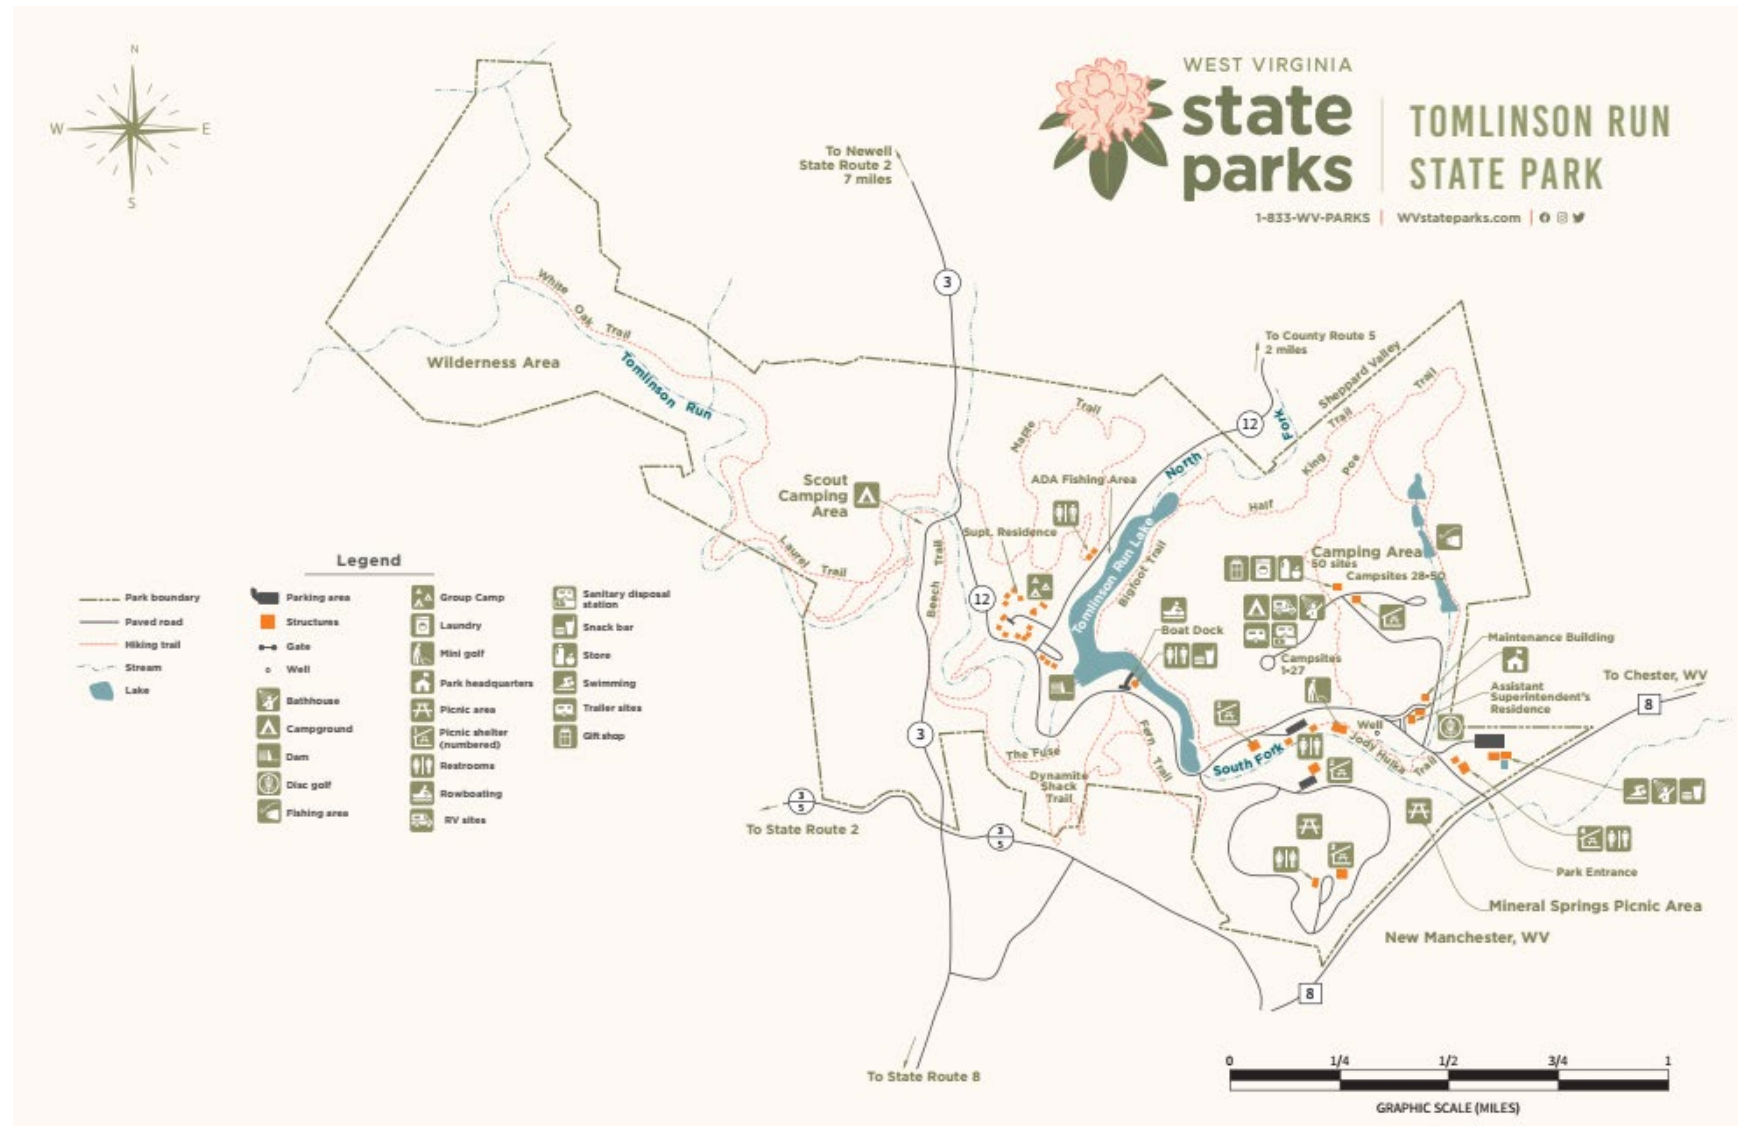 N
W
E
S
WEST VIRGINIA
state
parks
TOMLINSON RUN
STATE PARK
1-833-WV-PARKS
WVstateparks.com
To Newell
State Route 2
7 miles
3
White
Oak
Trail
Wilderness Area
Tomlinson
Run
To County Route 5
2 miles
Sheppard Valley
Trail
12
Fork
North
Maple
Trail
King
Trail
Poe
Half
ADA Fishing Area
Scout
Camping
Area
Supt. Residence
Laurel
Trail
Beech
Trail
12
Tomlinson Run Lake
Bigfoot Trail
Camping Area
50 sites
Campsites 28-50
Campsites
1-27
Boat Dock
Maintenance Building
Assistant
Superintendent's
Residence
To Chester, WV
8
Well
Jody Hulka
Trail
South Fork
Fern
Trail
The Fuse
Dynamite
Shack
Trail
3
3
5
To State Route 2
3
5
Park Entrance
Mineral Springs Picnic Area
New Manchester, WV
8
To State Route 8
Legend
Park boundary
Paved road
Hiking trail
Stream
Lake
Parking area
Structures
Gate
Well
Bathhouse
Campground
Dam
Disc golf
Fishing area
Group Camp
Laundry
Mini golf
Park headquarters
Picnic area
Picnic shelter
(numbered)
Restrooms
Rowboating
RV sites
Sanitary disposal
station
Snack bar
Store
Swimming
Trailer sites
Gift shop
0
1/4
1/2
3/4
1
GRAPHIC SCALE (MILES)